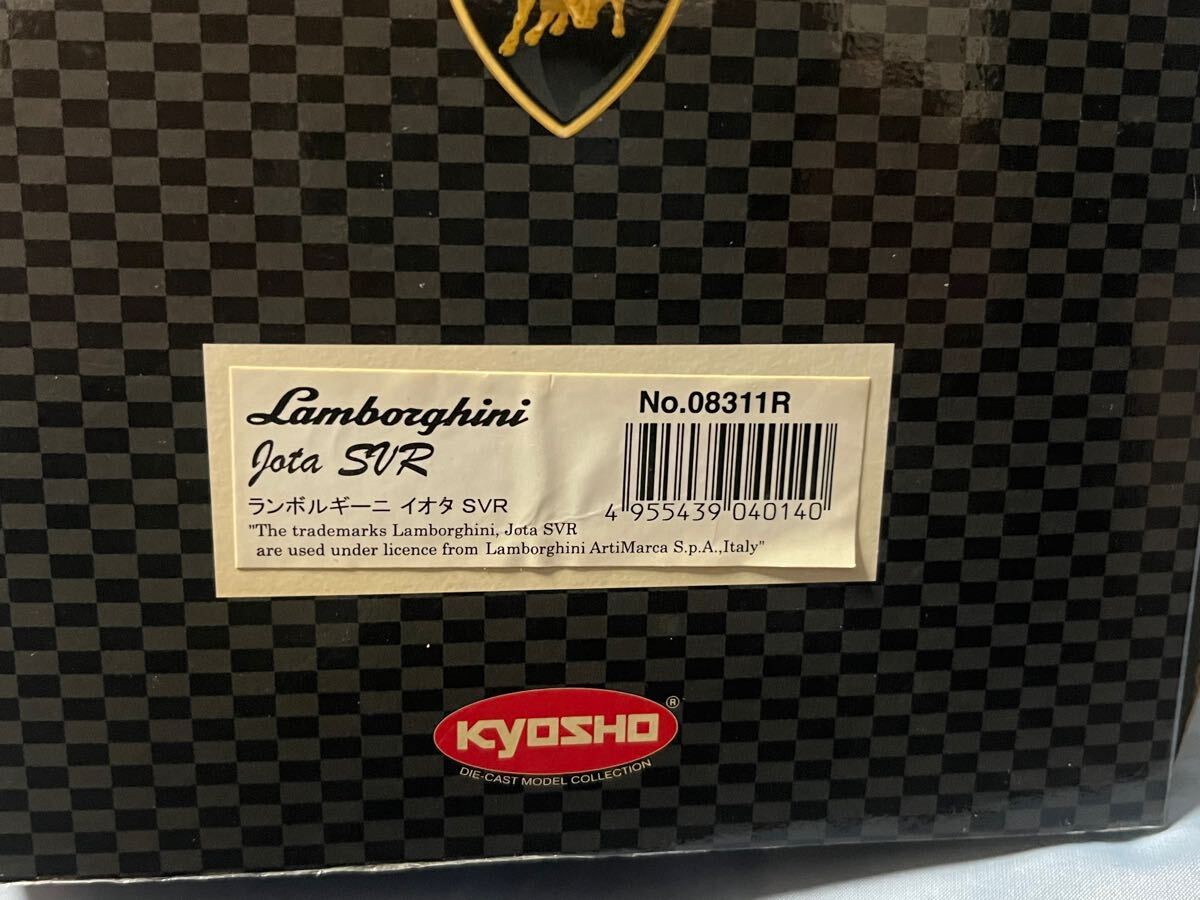 Lamborghini
Jota SVR
ランボルギーニ イオタ SVR
"The trademarks Lamborghini, Jota SVR
are used under licence from Lamborghini ArtiMarca S.p.A.,Italy"
No.08311R
4 955439 040140
KYOSHO ®
DIE-CAST MODEL COLLECTION